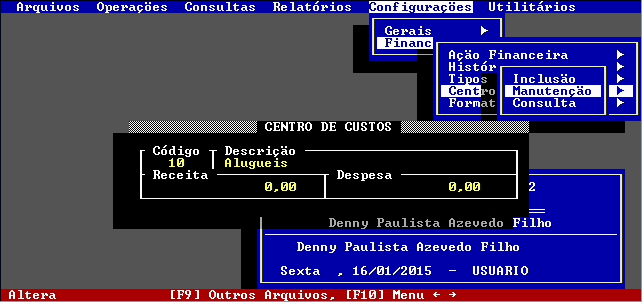 Arquivos Operações Consultas Relatórios Configurações Utilitários
Gerais
Financ
Ação Financeira
Histór
Tipos
Centro
Format
Inclusão
Manutenção
Consulta
CENTRO DE CUSTOS
Código Descrição
10 Alugueis
Receita Despesa
0,00 0,00
2
Denny Paulista Azevedo Filho
Denny Paulista Azevedo Filho
Sexta , 16/01/2015 - USUARIO
Altera [F9] Outros Arquivos, [F10] Menu ← →